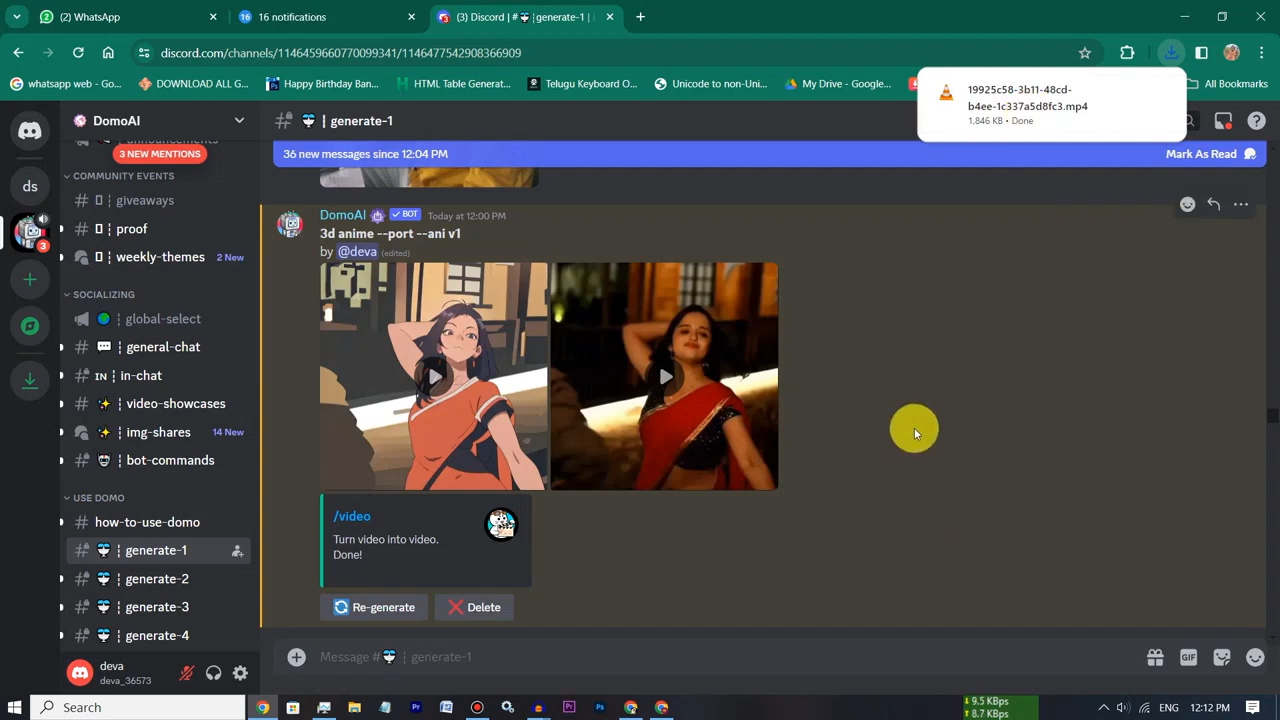 (2) WhatsApp
16 notifications
(3) Discord | #🧊¦generate-1 |
discord.com/channels/1146459660770099341/1146477542908366909
whatsapp web - Go...
DOWNLOAD ALL G...
Happy Birthday Ban...
HTML Table Generat...
Telugu Keyboard O...
Unicode to non-Uni...
My Drive - Google...
All Bookmarks
19925c58-3b11-48cd-
b4ee-1c337a5d8fc3.mp4
1,846 KB • Done
DomoAI
¦ generate-1
3 NEW MENTIONS
36 new messages since 12:04 PM
Mark As Read
COMMUNITY EVENTS
giveaways
proof
weekly-themes
2 New
SOCIALIZING
global-select
general-chat
IN ¦ in-chat
video-showcases
img-shares
14 New
bot-commands
USE DOMO
how-to-use-domo
generate-1
generate-2
generate-3
generate-4
ds
3
DomoAI BOT Today at 12:00 PM
3d anime --port --ani v1
by @deva (edited)
/video
Turn video into video.
Done!
Re-generate
Delete
Message # ¦ generate-1
GIF
deva
deva_36573
Search
9.5 KBps
8.7 KBps
ENG
12:12 PM